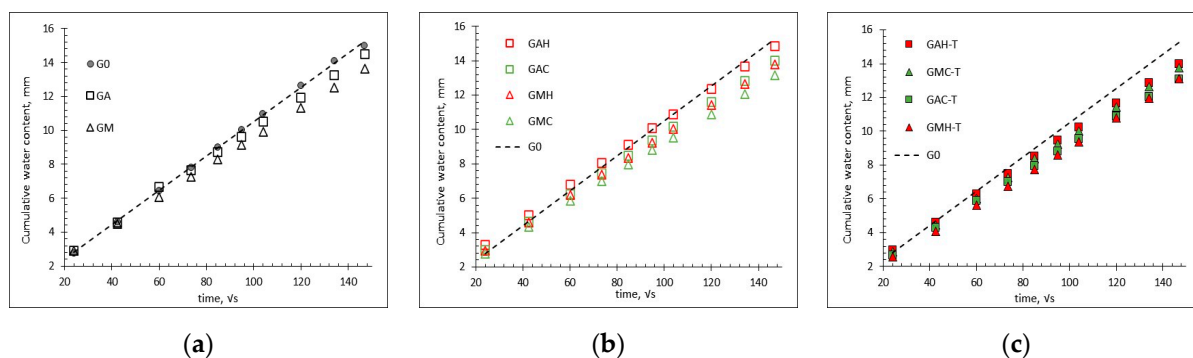 16
14
12
10
8
6
4
2
Cumulative water content, mm
G0
GA
GM
20 40 60 80 100 120 140
time, √s
(a)
16
14
12
10
8
6
4
2
Cumulative water content, mm
GAH
GAC
GMH
GMC
G0
20 40 60 80 100 120 140
time, √s
(b)
16
14
12
10
8
6
4
2
Cumulative water content, mm
GAH-T
GMC-T
GAC-T
GMH-T
G0
20 40 60 80 100 120 140
time, √s
(c)